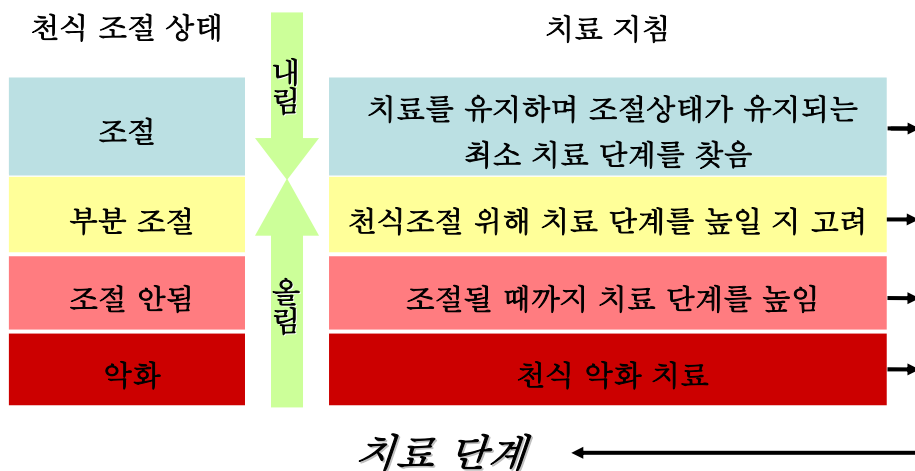 천식 조절 상태
치료 지침
내림
조절
치료를 유지하며 조절상태가 유지되는
최소 치료 단계를 찾음
부분 조절
천식조절 위해 치료 단계를 높일 지 고려
올림
조절 안됨
조절될 때까지 치료 단계를 높임
악화
천식 악화 치료
치료 단계